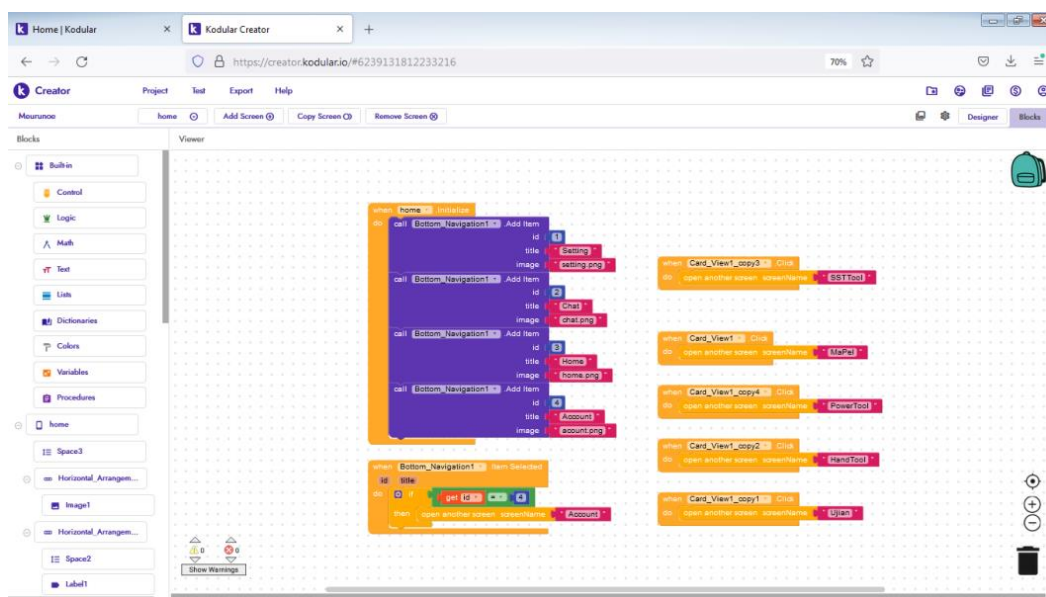 Home | Kodular
Kodular Creator
https://creator.kodular.io/#6239131812233216
70%
Creator
Project
Test
Export
Help
Mourunoe
home
Add Screen
Copy Screen
Remove Screen
Designer
Blocks
Blocks
Viewer
Built-in
Control
Logic
Math
Text
Lists
Dictionaries
Colors
Variables
Procedures
home
Space3
Horizontal_Arrangem...
Image1
Horizontal_Arrangem...
Space2
Label1
when home .Initialize
do call Bottom_Navigation1 .Add Item
id 1
title " Setting "
image " setting.png "
call Bottom_Navigation1 .Add Item
id 2
title " Chat "
image " chat.png "
call Bottom_Navigation1 .Add Item
id 3
title " Home "
image " home.png "
call Bottom_Navigation1 .Add Item
id 4
title " Account "
image " acount.png "
when Bottom_Navigation1 .Item Selected
id title
do if get id = 4
then open another screen screenName " Account "
when Card_View1_copy3 .Click
do open another screen screenName " SSTTool "
when Card_View1 .Click
do open another screen screenName " MaPel "
when Card_View1_copy4 .Click
do open another screen screenName " PowerTool "
when Card_View1_copy2 .Click
do open another screen screenName " HandTool "
when Card_View1_copy1 .Click
do open another screen screenName " Ujian "
0 0
Show Warnings